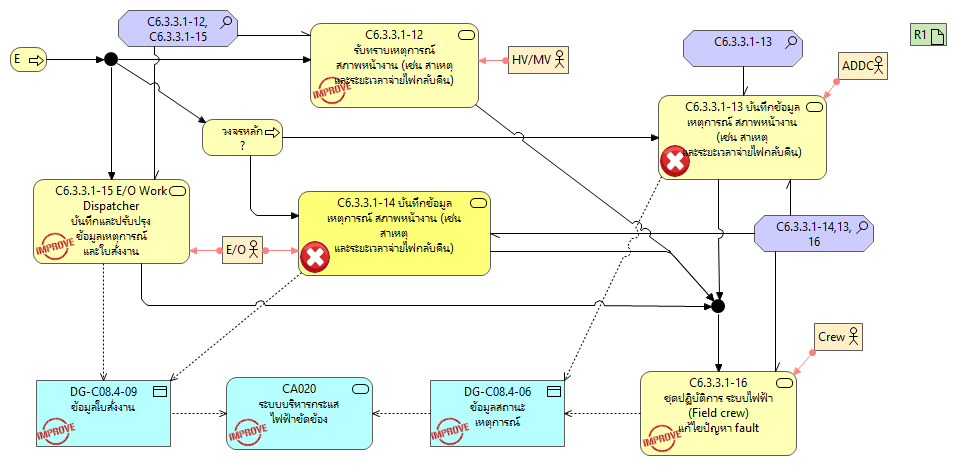 C6.3.3.1-12,
C6.3.3.1-15
E
C6.3.3.1-12
รับทราบเหตุการณ์
สภาพหน้างาน (เช่น สาเหตุ
และระยะเวลาจ่ายไฟกลับคืน)
IMPROVE
HV/MV
C6.3.3.1-13
R1
ADDC
C6.3.3.1-13 บันทึกข้อมูล
เหตุการณ์ สภาพหน้างาน
(เช่น สาเหตุ
และระยะเวลาจ่ายไฟกลับคืน)
วงจรหลัก
?
C6.3.3.1-15 E/O Work
Dispatcher
บันทึกและปรับปรุง
ข้อมูลเหตุการณ์
และใบสั่งงาน
IMPROVE
C6.3.3.1-14 บันทึกข้อมูล
เหตุการณ์ สภาพหน้างาน (เช่น
สาเหตุ
และระยะเวลาจ่ายไฟกลับคืน)
E/O
C6.3.3.1-14,13,
16
Crew
DG-C08.4-09
ข้อมูลใบสั่งงาน
IMPROVE
CA020
ระบบบริหารกระแส
ไฟฟ้าขัดข้อง
IMPROVE
DG-C08.4-06
ข้อมูลสถานะ
เหตุการณ์
IMPROVE
C6.3.3.1-16
ชุดปฏิบัติการ ระบบไฟฟ้า
(Field crew)
แก้ไขปัญหา fault
IMPROVE